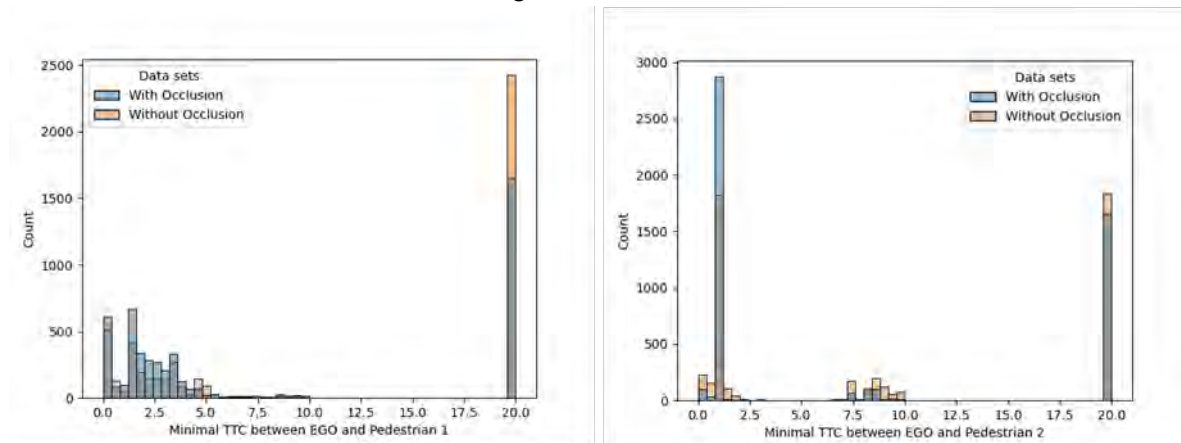 Data sets
With Occlusion
Without Occlusion
2500
2000
1500
1000
500
0
Count
0.0 2.5 5.0 7.5 10.0 12.5 15.0 17.5 20.0
Minimal TTC between EGO and Pedestrian 1
Data sets
With Occlusion
Without Occlusion
3000
2500
2000
1500
1000
500
0
Count
0.0 2.5 5.0 7.5 10.0 12.5 15.0 17.5 20.0
Minimal TTC between EGO and Pedestrian 2